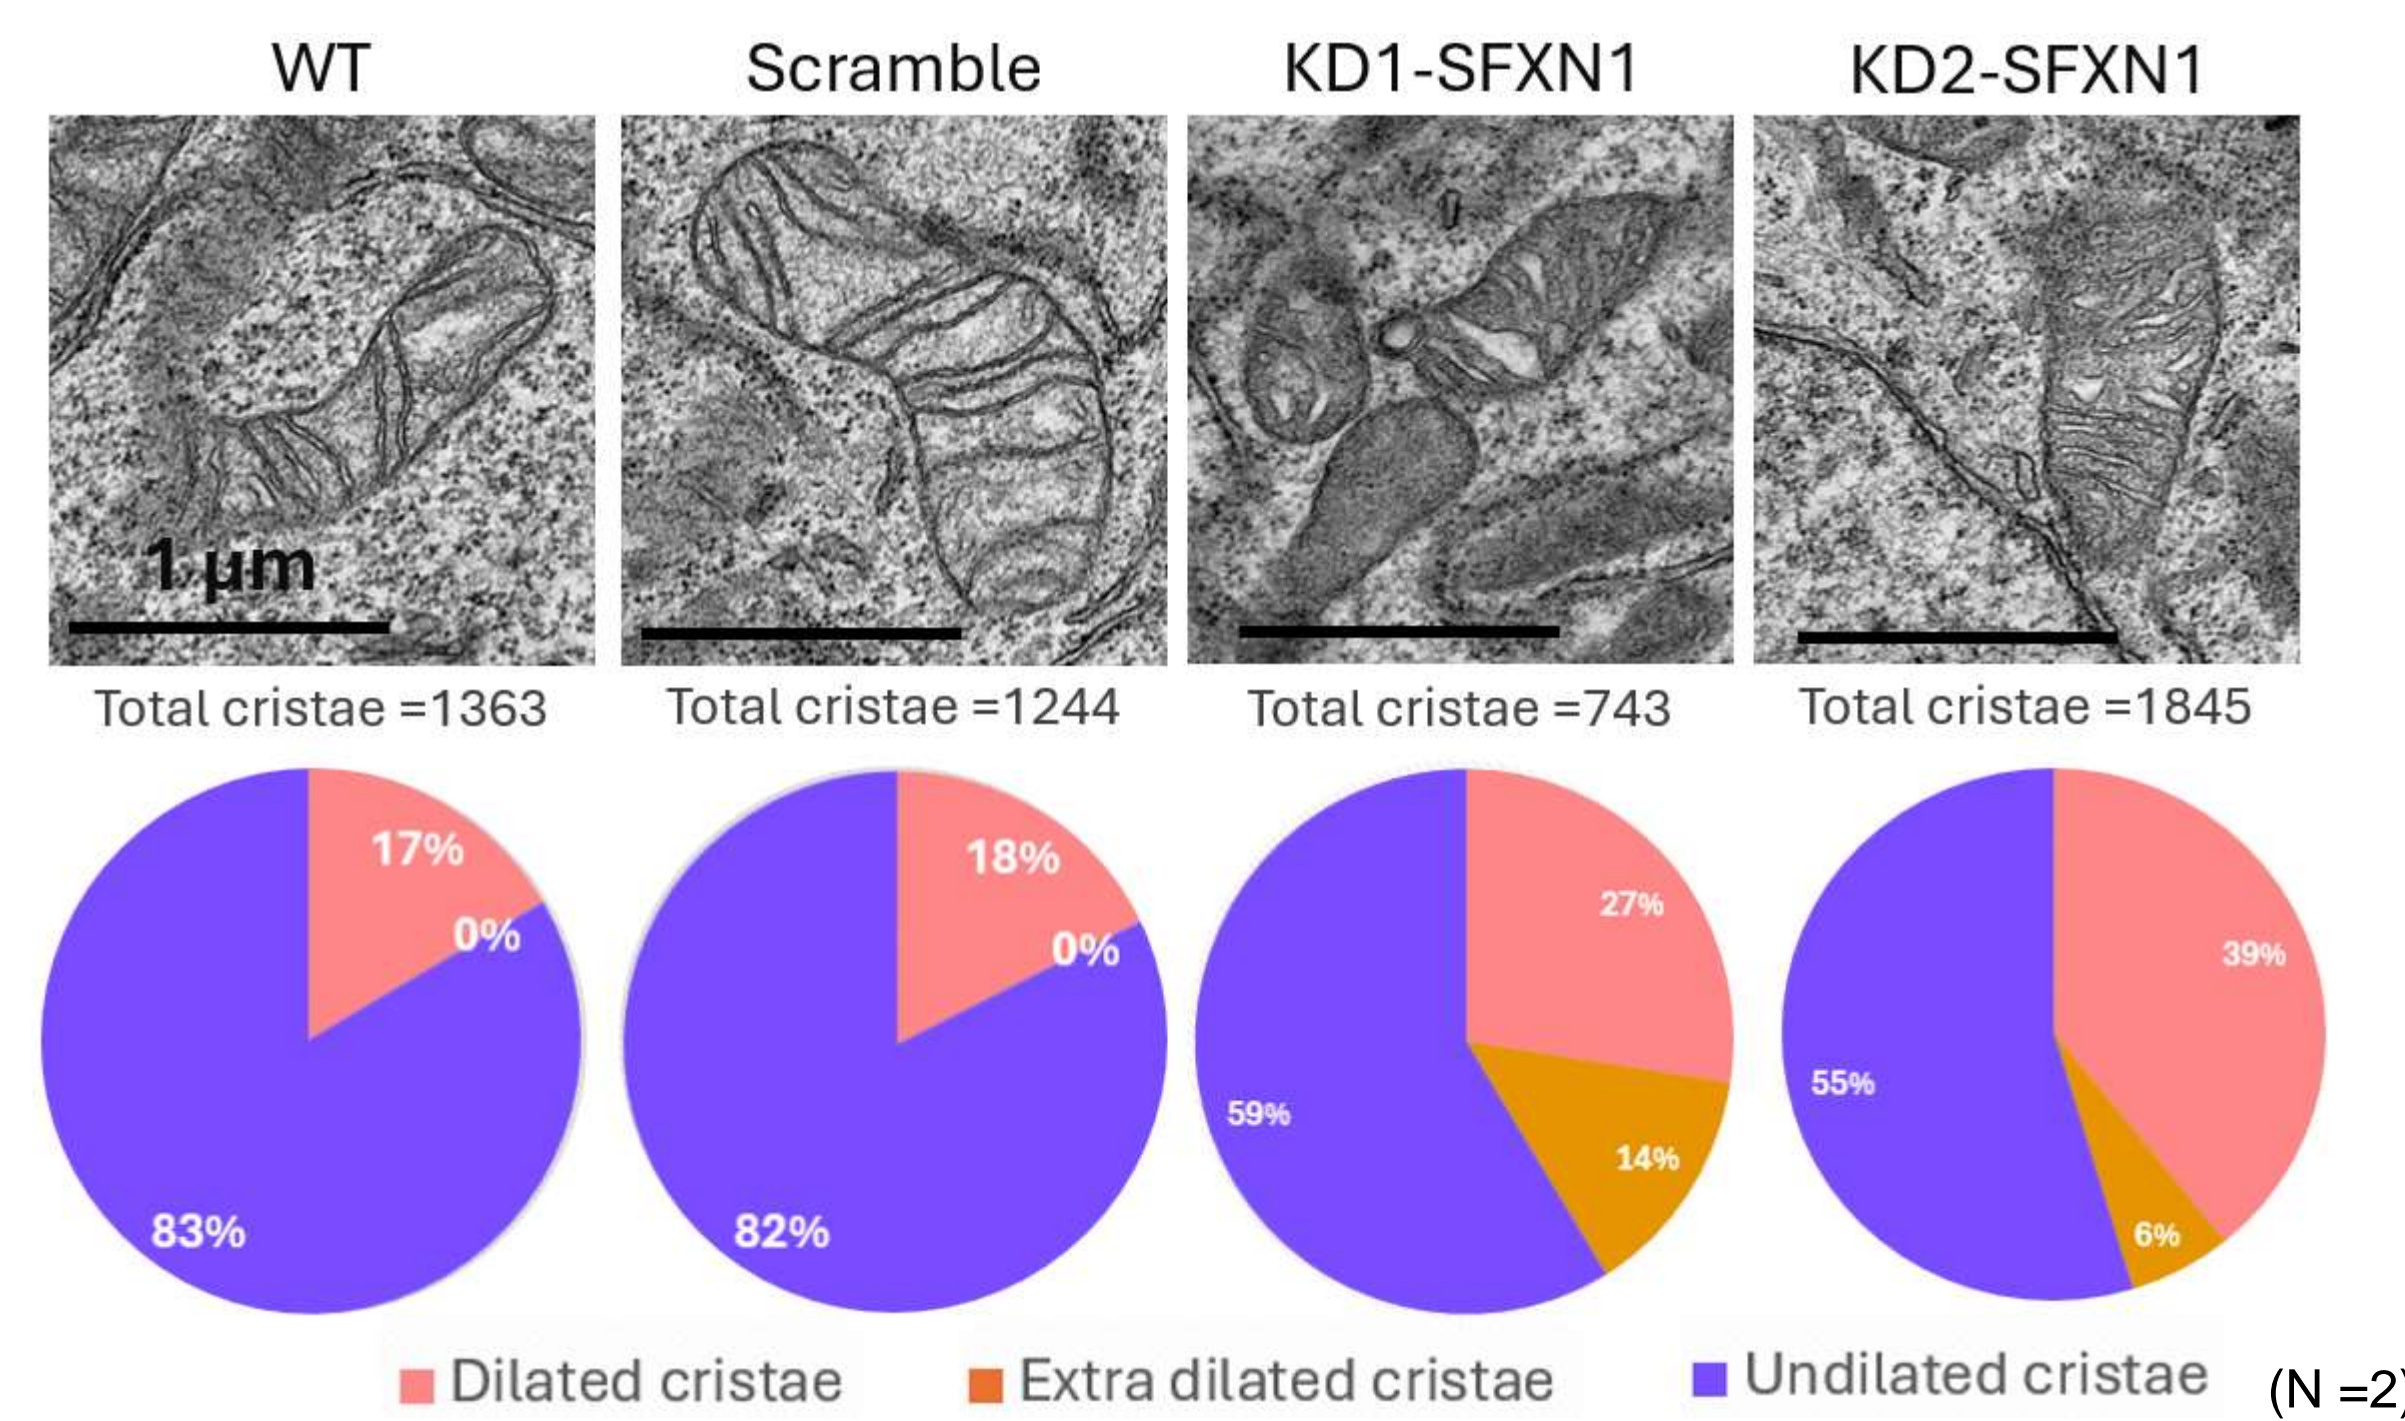 WT
Scramble
KD1-SFXN1
KD2-SFXN1
1 µm
Total cristae =1363
Total cristae =1244
Total cristae =743
Total cristae =1845
17%
0%
83%
18%
0%
82%
27%
14%
59%
39%
6%
55%
Dilated cristae
Extra dilated cristae
Undilated cristae
(N =2)